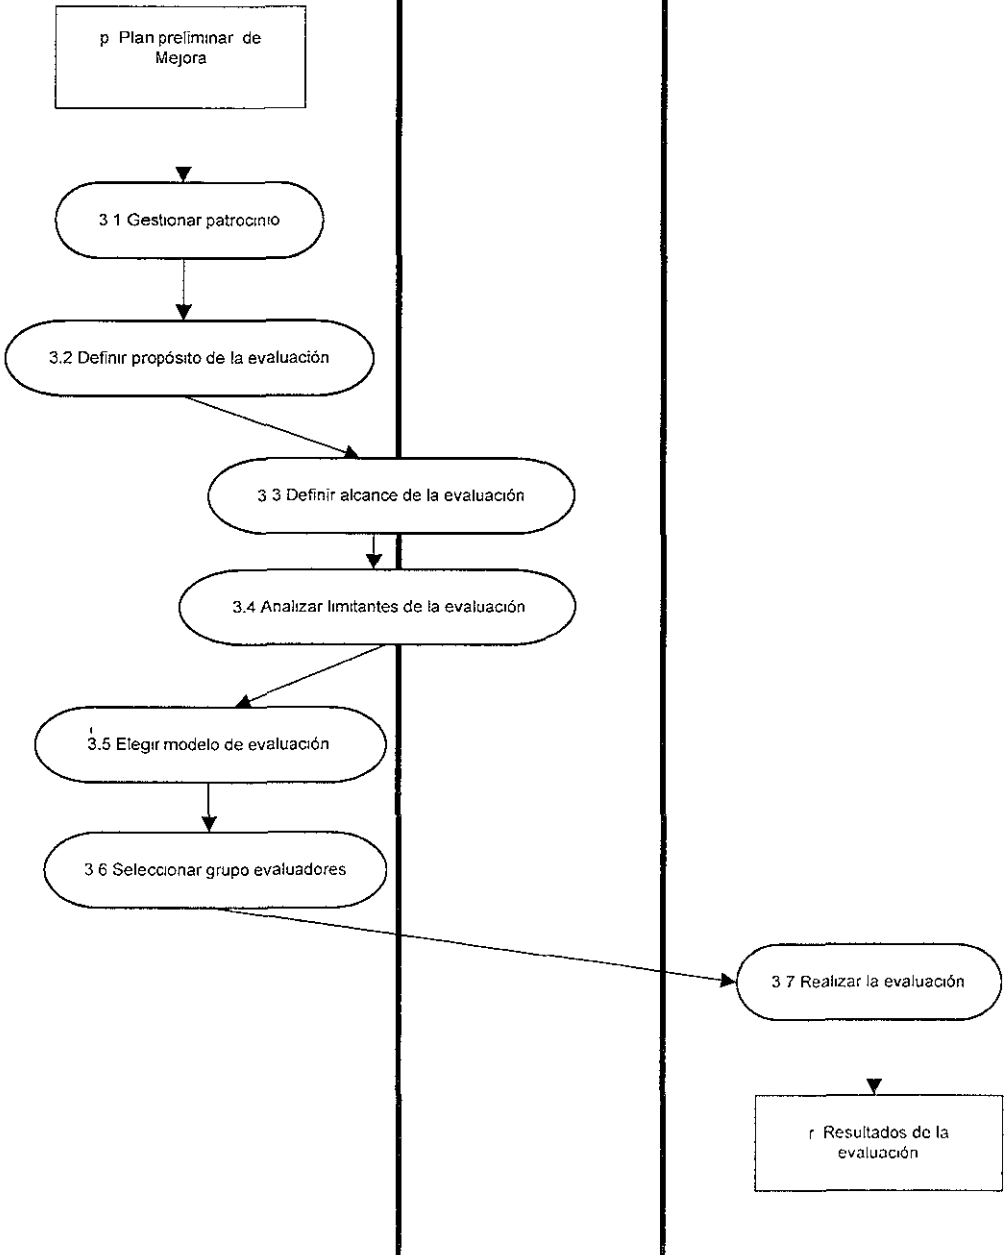 p Plan preliminar de
Mejora
3 1 Gestionar patrocinio
3.2 Definir propósito de la evaluación
3 3 Definir alcance de la evaluación
3.4 Analizar limitantes de la evaluación
3.5 Elegir modelo de evaluación
3 6 Seleccionar grupo evaluadores
3 7 Realizar la evaluación
r Resultados de la
evaluación